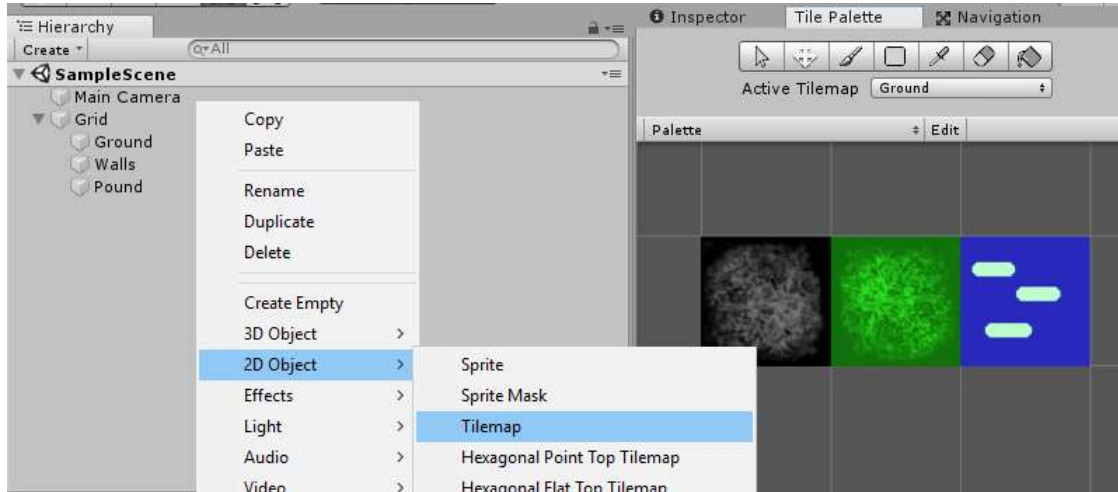 Hierarchy
Create
All
SampleScene
Main Camera
Grid
Ground
Walls
Pound
Copy
Paste
Rename
Duplicate
Delete
Create Empty
3D Object
2D Object
Effects
Light
Audio
Video
Sprite
Sprite Mask
Tilemap
Hexagonal Point Top Tilemap
Hexagonal Flat Top Tilemap
Inspector
Tile Palette
Navigation
Active Tilemap Ground
Palette
Edit